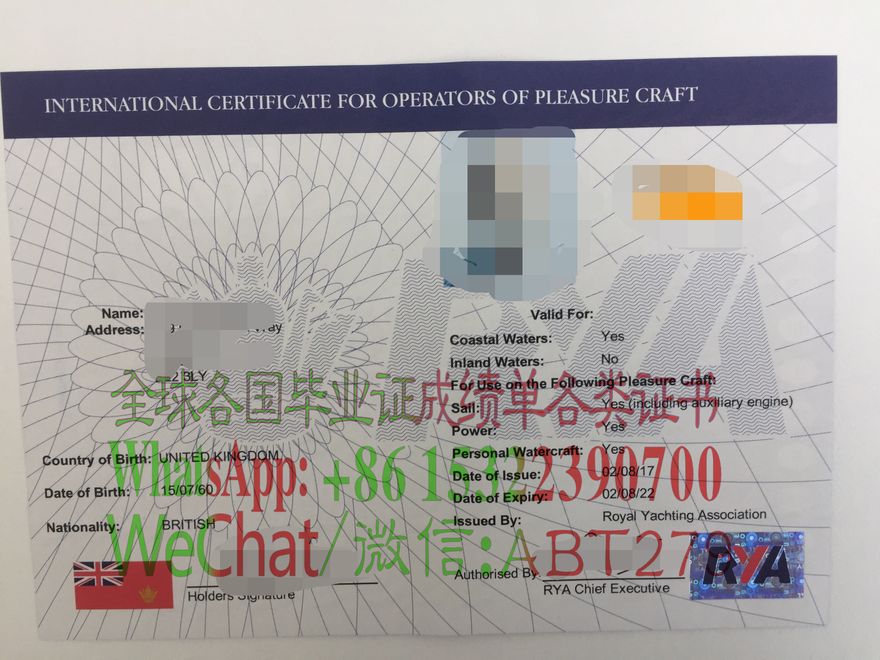 INTERNATIONAL CERTIFICATE FOR OPERATORS OF PLEASURE CRAFT
Name:
Address:
Valid For:
Coastal Waters: Yes
Inland Waters: No
For Use on the Following Pleasure Craft:
Sail: Yes (including auxiliary engine)
Power: Yes
Personal Watercraft: Yes
Date of Issue: 02/08/17
Date of Expiry: 02/08/22
Issued By: Royal Yachting Association
全球各国毕业证成绩单各类证书
WhatsApp: +86 15322390700
Country of Birth: UNITED KINGDOM
Date of Birth: 15/07/60
Nationality: BRITISH
WeChat/微信:ABT27
Holders Signature
Authorised By
RYA Chief Executive
RYA